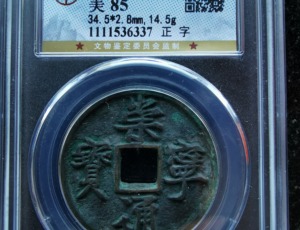 美 85
34.5*2.8mm,14.5g
1111536337 正字
★ 文物鉴定委员会监制 ★
崇寧通寳